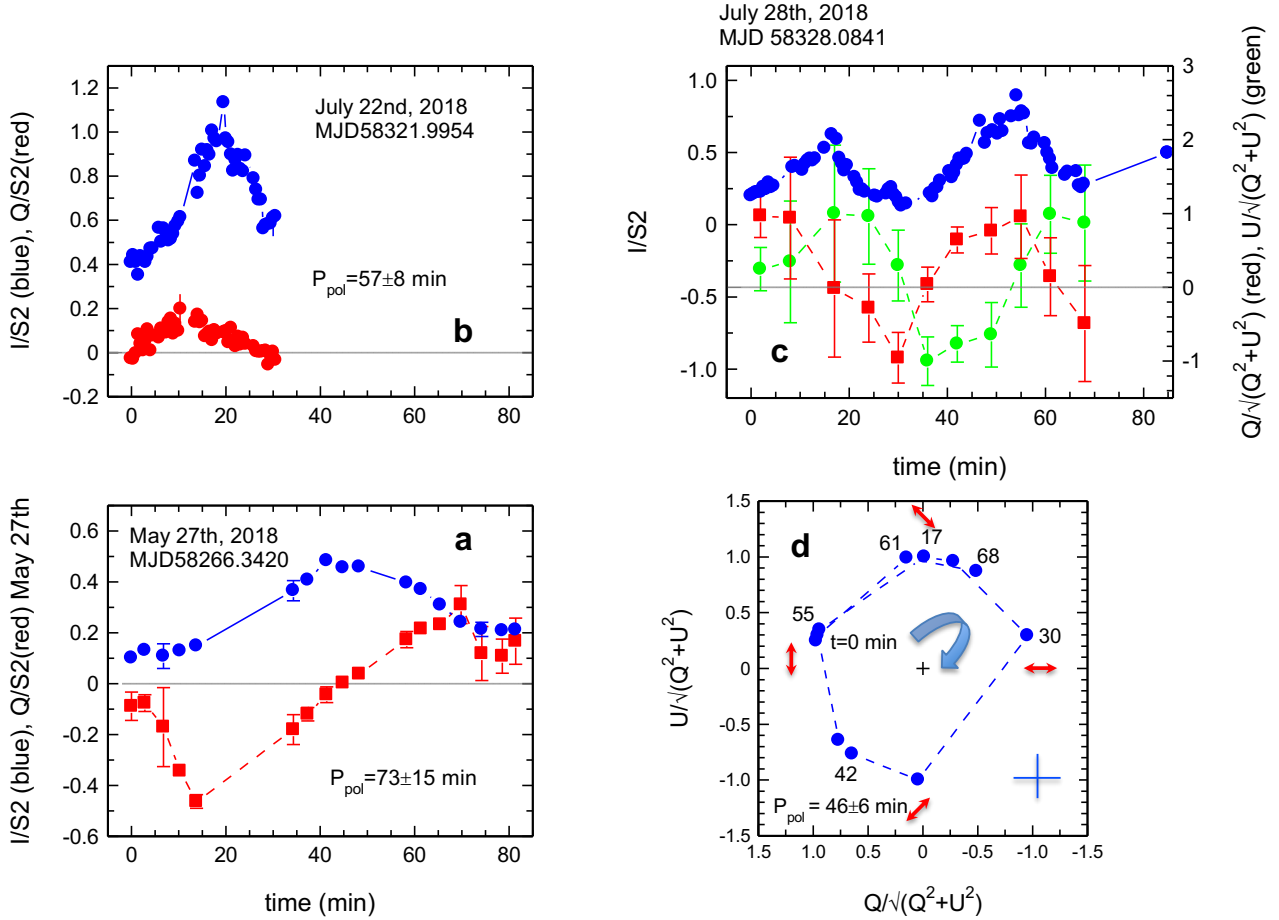 July 28th, 2018
MJD 58328.0841
I/S2 (blue), Q/S2(red)
1.2
1.0
0.8
0.6
0.4
0.2
0
-0.2
July 22nd, 2018
MJD58321.9954
P_pol=57±8 min
b
0 20 40 60 80
I/S2
1.0
0.5
0
-0.5
-1.0
c
3
2
1
0
-1
Q/√(Q²+U²) (red), U/√(Q²+U²) (green)
0 20 40 60 80
time (min)
I/S2 (blue), Q/S2(red) May 27th
0.6
0.4
0.2
0
-0.2
-0.4
-0.6
May 27th, 2018
MJD58266.3420
a
P_pol=73±15 min
0 20 40 60 80
time (min)
U/√(Q²+U²)
1.5
1.0
0.5
0
-0.5
-1.0
-1.5
d
61 17
68
55
t=0 min
30
42
P_pol = 46±6 min
1.5 1.0 0.5 0 -0.5 -1.0 -1.5
Q/√(Q²+U²)